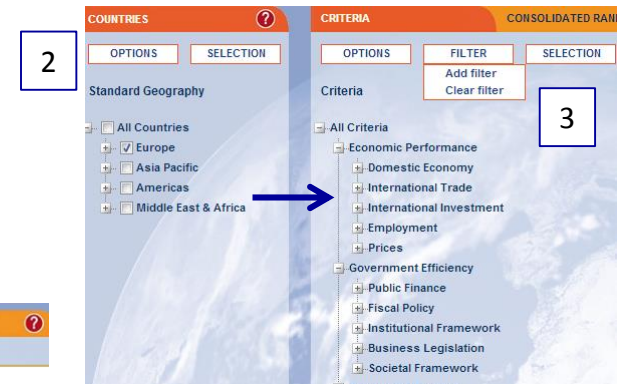 COUNTRIES ?
2
OPTIONS SELECTION
Standard Geography
All Countries
Europe
Asia Pacific
Americas
Middle East & Africa
?
CRITERIA CONSOLIDATED RAN
OPTIONS FILTER SELECTION
Add filter
Clear filter
3
Criteria
All Criteria
Economic Performance
Domestic Economy
International Trade
International Investment
Employment
Prices
Government Efficiency
Public Finance
Fiscal Policy
Institutional Framework
Business Legislation
Societal Framework